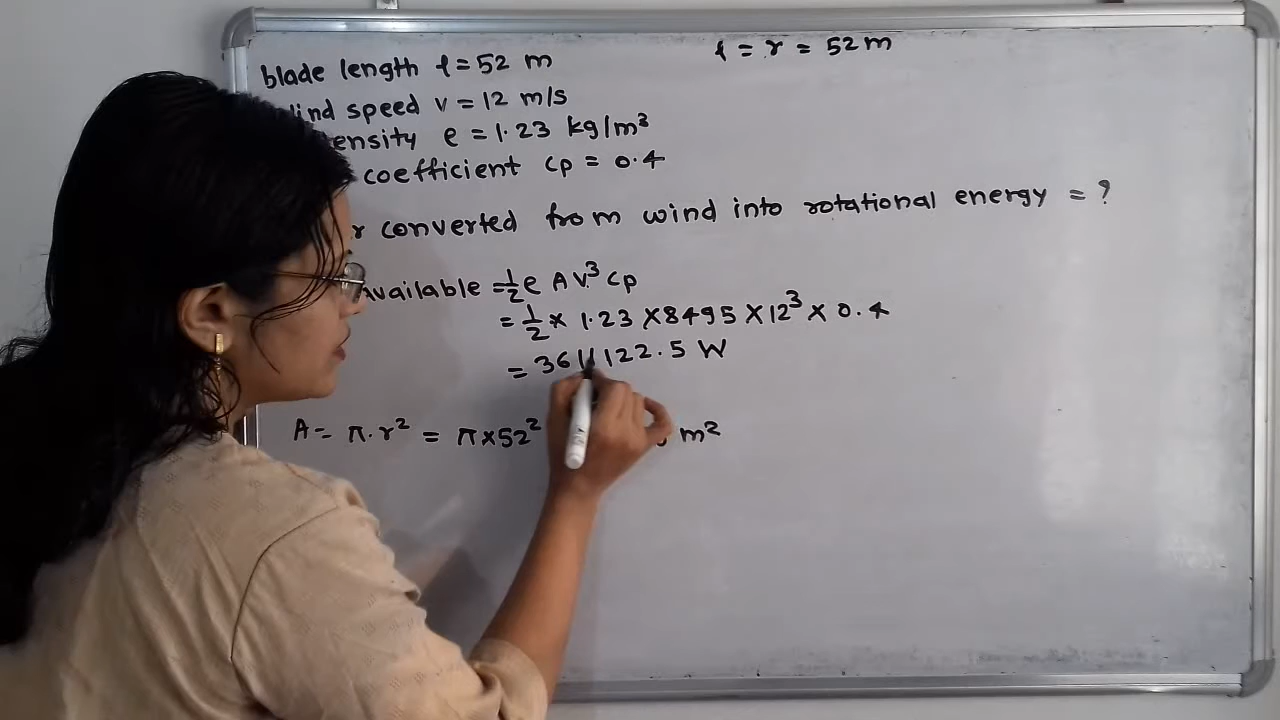 blade length l = 52 m
l = r = 52 m
speed v = 12 m/s
e = 1.23 kg/m³
coefficient Cp = 0.4
converted from wind into rotational energy = ?
Available = ½ e A v³ Cp
= ½ × 1.23 × 8495 × 12³ × 0.4
= 3611122.5 W
A = π.r² = π×52² m²